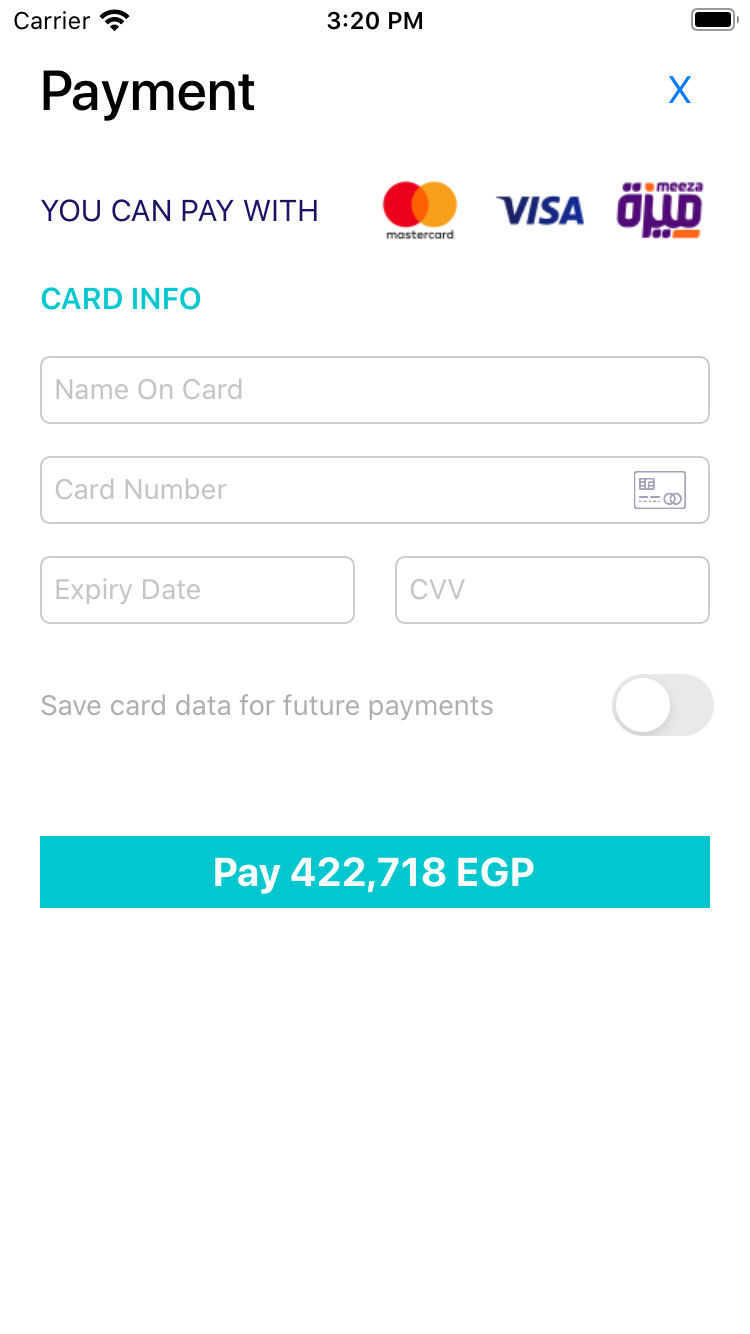 Carrier 3:20 PM
Payment X
YOU CAN PAY WITH mastercard. VISA meeza ميزة
CARD INFO
Name On Card
Card Number
Expiry Date CVV
Save card data for future payments
Pay 422,718 EGP